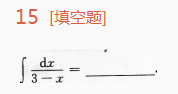 15 [填空题]
∫ dx/(3-x) = ________.